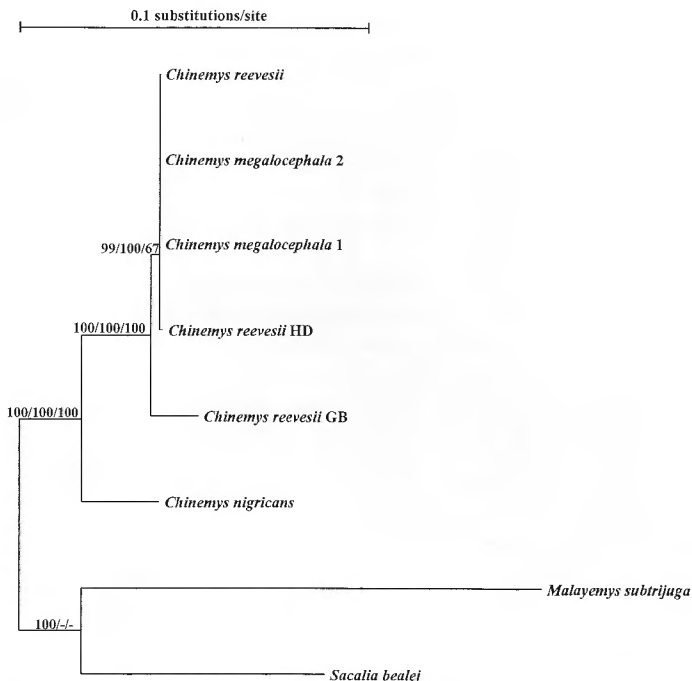 0.1 substitutions/site
Chinemys reevesii
Chinemys megalocephala 2
99/100/67
Chinemys megalocephala 1
100/100/100
Chinemys reevesii HD
100/100/100
Chinemys reevesii GB
Chinemys nigricans
Malayemys subtrijuga
100/-/-
Sacalia bealei